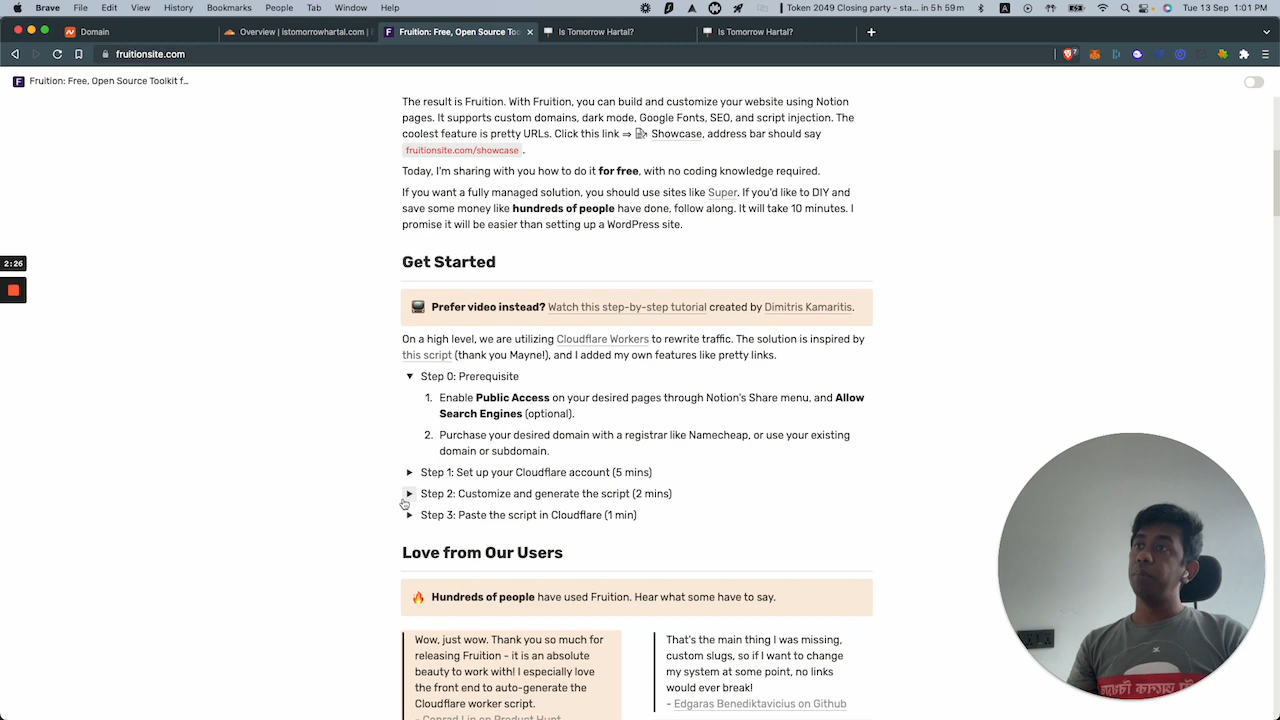 Brave File Edit View History Bookmarks People Tab Window Help
Token 2049 Closing party - sta... in 5 h 59 m
Tue 13 Sep 1:01 PM
Domain
Overview | istomorrowhartal.com |
Fruition: Free, Open Source Too
Is Tomorrow Hartal?
Is Tomorrow Hartal?
fruitionsite.com
Fruition: Free, Open Source Toolkit f...
The result is Fruition. With Fruition, you can build and customize your website using Notion
pages. It supports custom domains, dark mode, Google Fonts, SEO, and script injection. The
coolest feature is pretty URLs. Click this link ⇒ Showcase, address bar should say
fruitionsite.com/showcase .
Today, I'm sharing with you how to do it for free, with no coding knowledge required.
If you want a fully managed solution, you should use sites like Super. If you'd like to DIY and
save some money like hundreds of people have done, follow along. It will take 10 minutes. I
promise it will be easier than setting up a WordPress site.
2:26
Get Started
Prefer video instead? Watch this step-by-step tutorial created by Dimitris Kamaritis.
On a high level, we are utilizing Cloudflare Workers to rewrite traffic. The solution is inspired by
this script (thank you Mayne!), and I added my own features like pretty links.
Step 0: Prerequisite
1. Enable Public Access on your desired pages through Notion's Share menu, and Allow
Search Engines (optional).
2. Purchase your desired domain with a registrar like Namecheap, or use your existing
domain or subdomain.
Step 1: Set up your Cloudflare account (5 mins)
Step 2: Customize and generate the script (2 mins)
Step 3: Paste the script in Cloudflare (1 min)
Love from Our Users
Hundreds of people have used Fruition. Hear what some have to say.
Wow, just wow. Thank you so much for
releasing Fruition - it is an absolute
beauty to work with! I especially love
the front end to auto-generate the
Cloudflare worker script.
- Conrad Lin on Product Hunt
That's the main thing I was missing,
custom slugs, so if I want to change
my system at some point, no links
would ever break!
- Edgaras Benediktavicius on Github